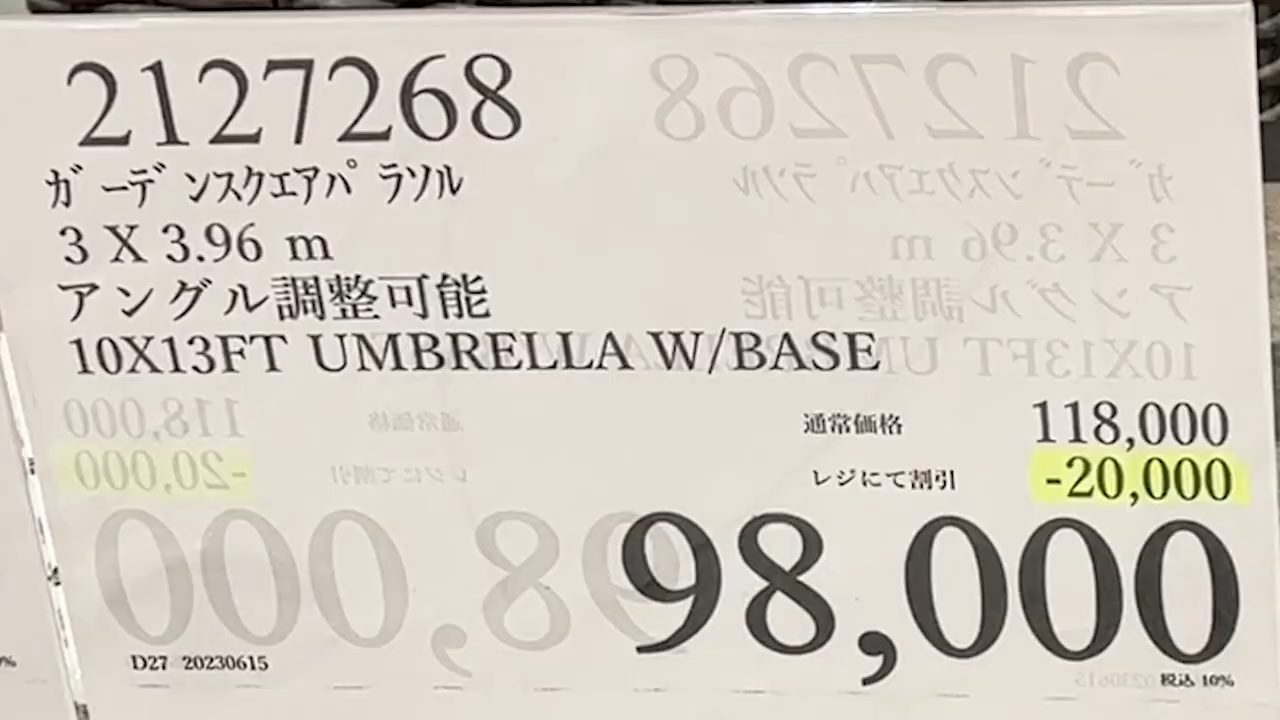 2127268
ガーデンスクエアパラソル
3 X 3.96 m
アングル調整可能
10X13FT UMBRELLA W/BASE
通常価格 118,000
レジにて割引 -20,000
98,000
D27 20230615
税込 10%